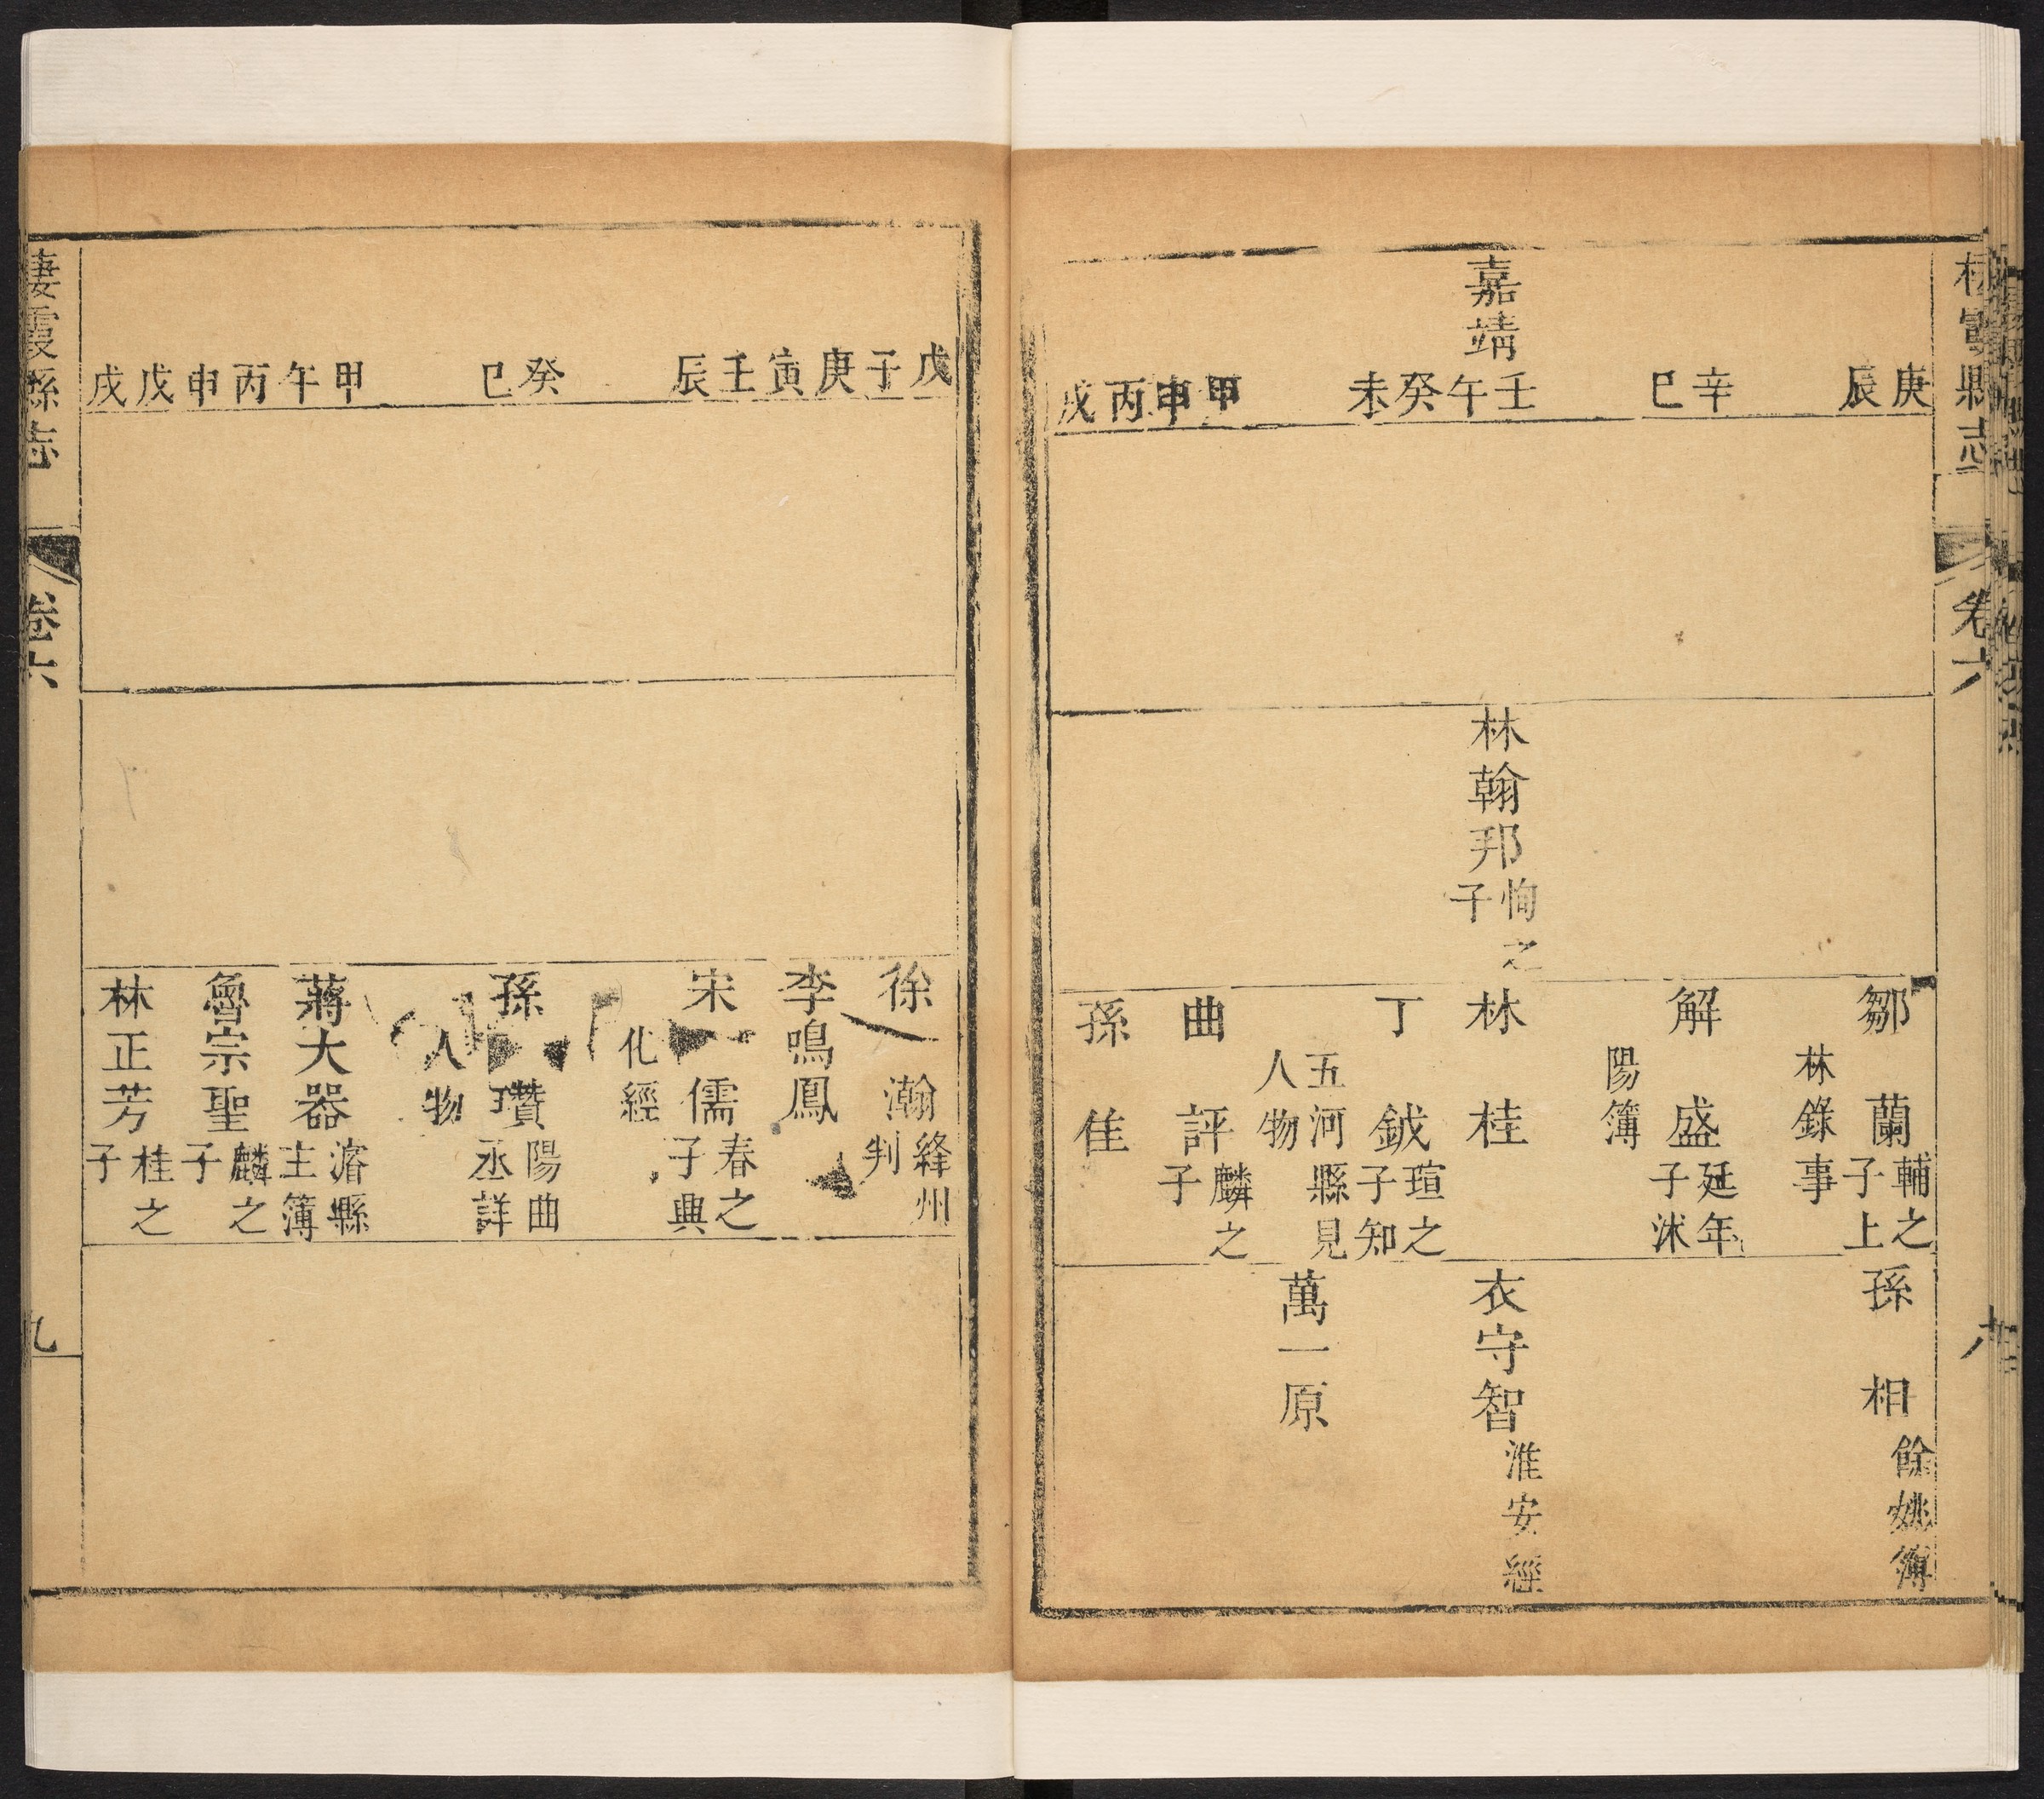 棲霞縣志
卷六
庚辰
辛巳
嘉靖壬午
癸未
甲申
丙戌
林翰邦恂之子
鄒蘭輔之子上林錄事
解盛廷年子沭陽簿
林桂
丁鉞瑄之子知五河縣見人物
曲評麟之子
孫隹
孫相餘姚簿
衣守智淮安經
萬一原
戊子
庚寅
壬辰
癸巳
甲午
丙申
戊戌
徐瀚絳州判
李鳴鳳
宋儒春之子興化經
孫瓚陽曲丞詳人物
蔣大器濬縣主簿
魯宗聖麟之子
林正芳桂之子
棲霞縣志
卷六
九